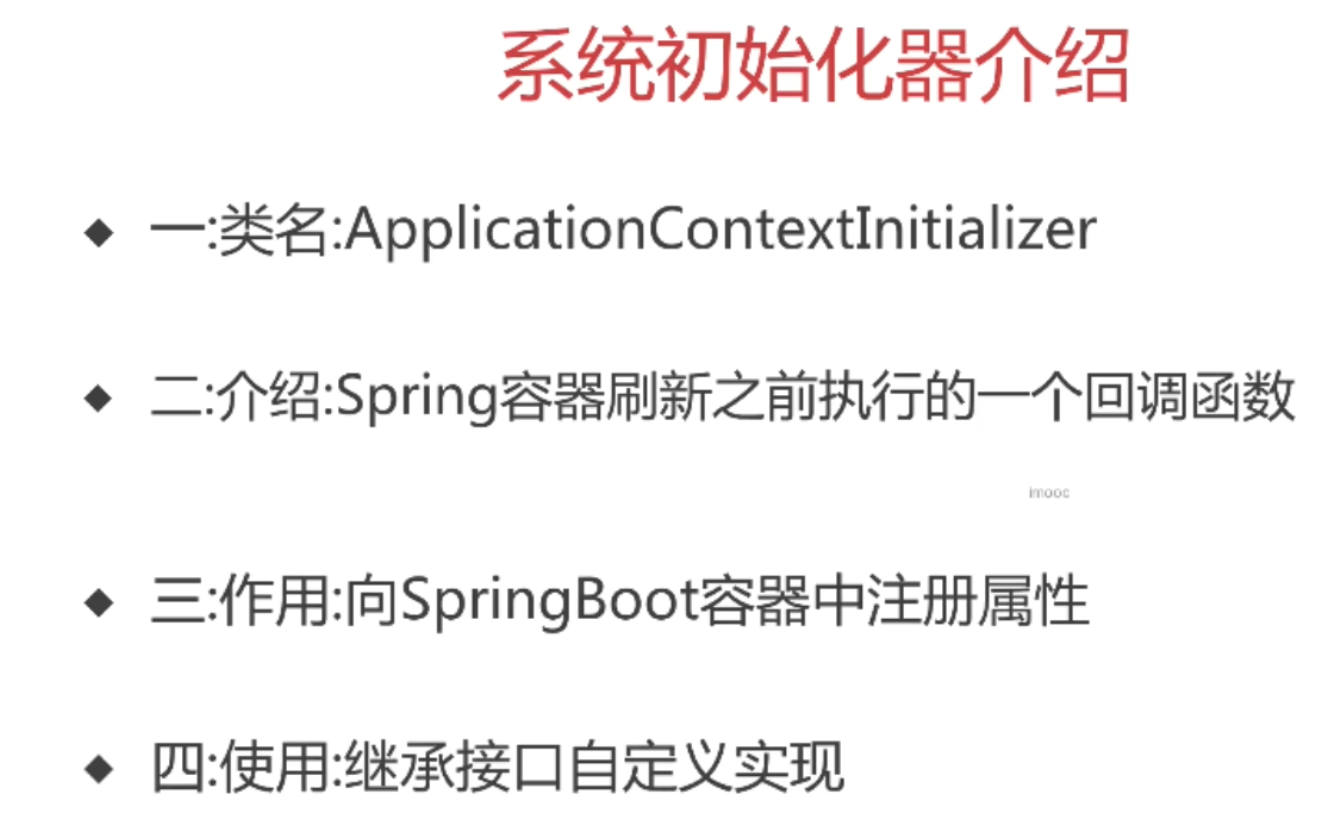 系统初始化器介绍
◆ 一:类名:ApplicationContextInitializer
◆ 二:介绍:Spring容器刷新之前执行的一个回调函数
imooc
◆ 三:作用:向SpringBoot容器中注册属性
◆ 四:使用:继承接口自定义实现